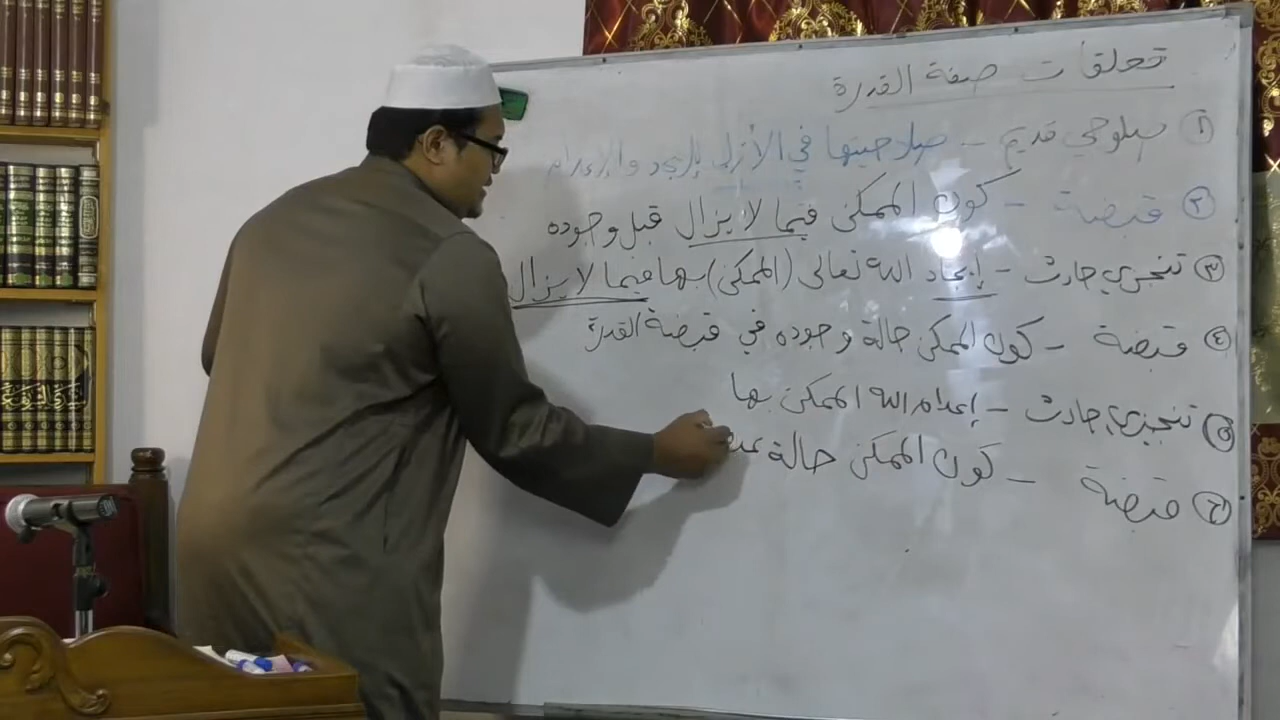 تعلقات صفة القدرة
١ صلوحي قديم - صلاحيتها في الأزل للإيجاد والإعدام
٢ قبضة - كون الممكن فيما لا يزال قبل وجوده
٣ تنجيزي حادث - إيجاد الله تعالى (الممكن) بها فيما لا يزال
٤ قبضة - كون الممكن حالة وجوده في قبضة القدرة
٥ تنجيزي حادث - إعدام الله الممكن بها
٦ قبضة - كون الممكن حالة عد